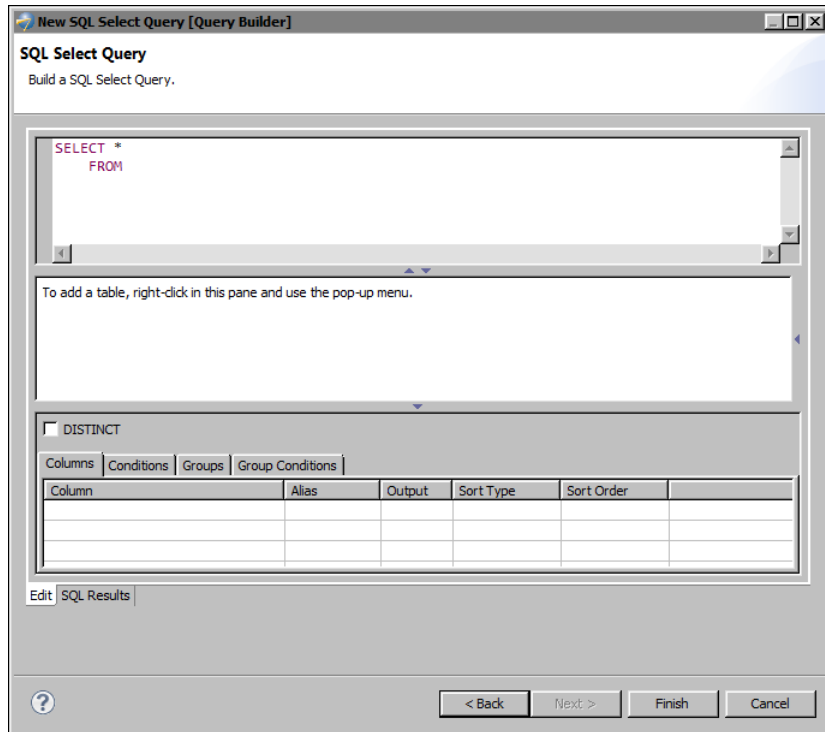 New SQL Select Query [Query Builder]
SQL Select Query
Build a SQL Select Query.
SELECT *
FROM
To add a table, right-click in this pane and use the pop-up menu.
DISTINCT
Columns Conditions Groups Group Conditions
Column Alias Output Sort Type Sort Order
Edit SQL Results
? < Back Next > Finish Cancel